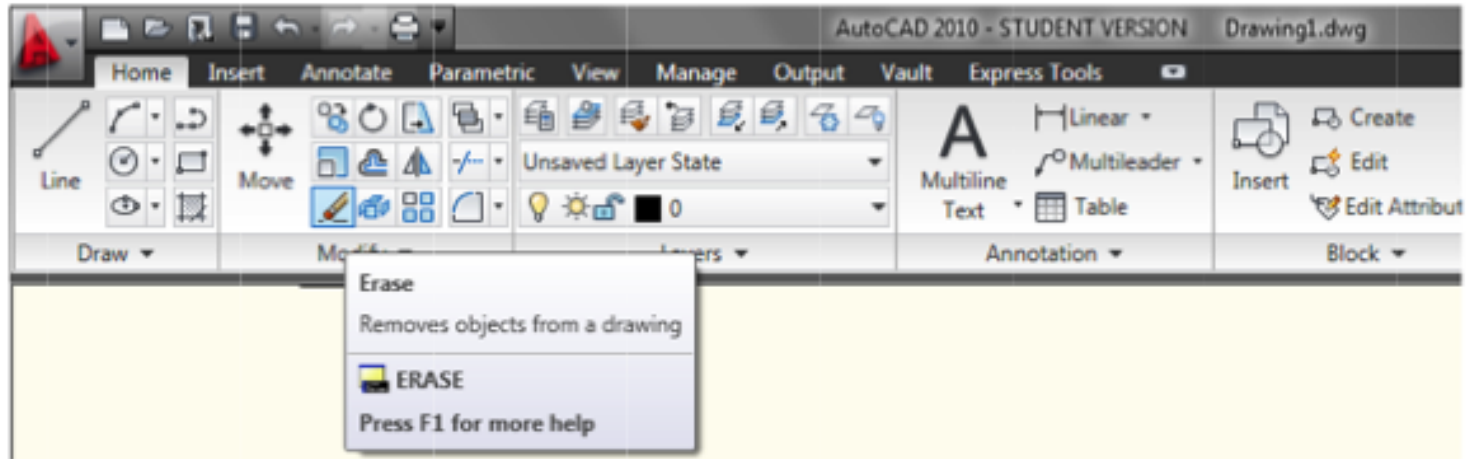 AutoCAD 2010 - STUDENT VERSION Drawing1.dwg
Home Insert Annotate Parametric View Manage Output Vault Express Tools
Line
Move
Unsaved Layer State
0
Multiline
Text
Linear
Multileader
Table
Insert
Create
Edit
Edit Attribut
Draw Modify Layers Annotation Block
Erase
Removes objects from a drawing
ERASE
Press F1 for more help